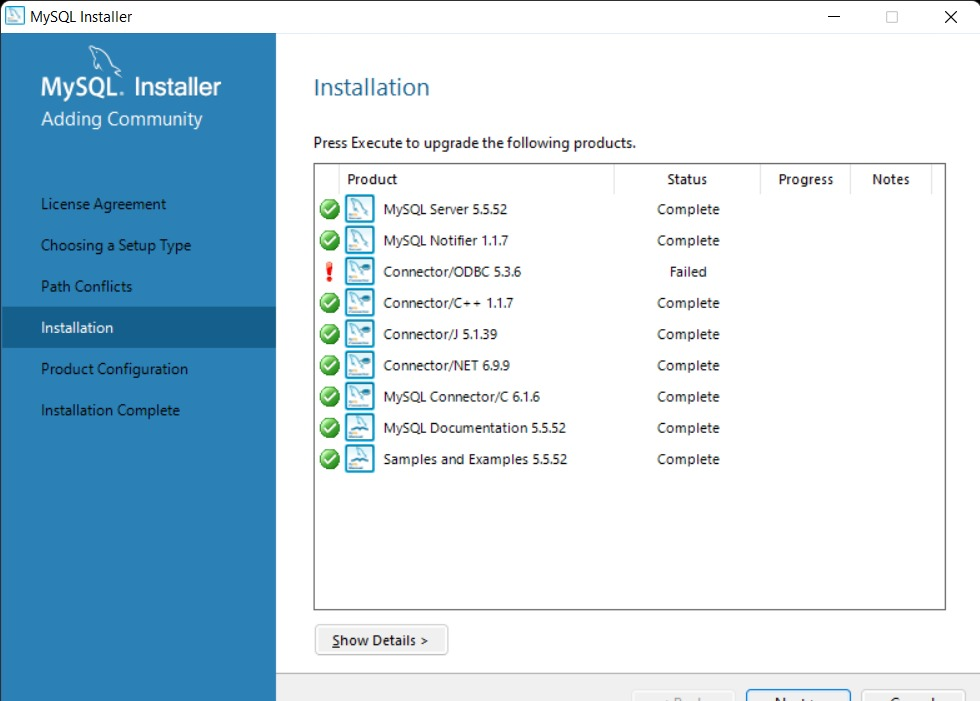 MySQL Installer
MySQL. Installer
Adding Community
License Agreement
Choosing a Setup Type
Path Conflicts
Installation
Product Configuration
Installation Complete
Installation
Press Execute to upgrade the following products.
Product Status Progress Notes
MySQL Server 5.5.52 Complete
MySQL Notifier 1.1.7 Complete
Connector/ODBC 5.3.6 Failed
Connector/C++ 1.1.7 Complete
Connector/J 5.1.39 Complete
Connector/NET 6.9.9 Complete
MySQL Connector/C 6.1.6 Complete
MySQL Documentation 5.5.52 Complete
Samples and Examples 5.5.52 Complete
Show Details >